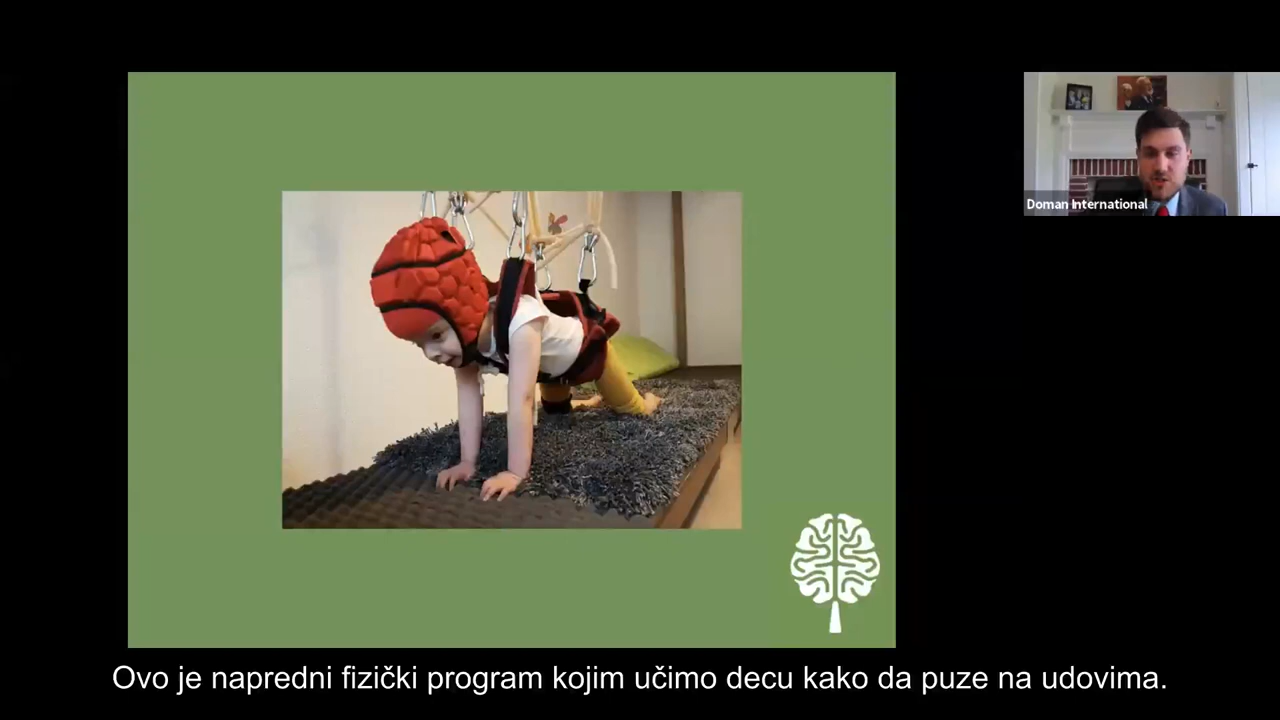 Doman International
Ovo je napredni fizički program kojim učimo decu kako da puze na udovima.